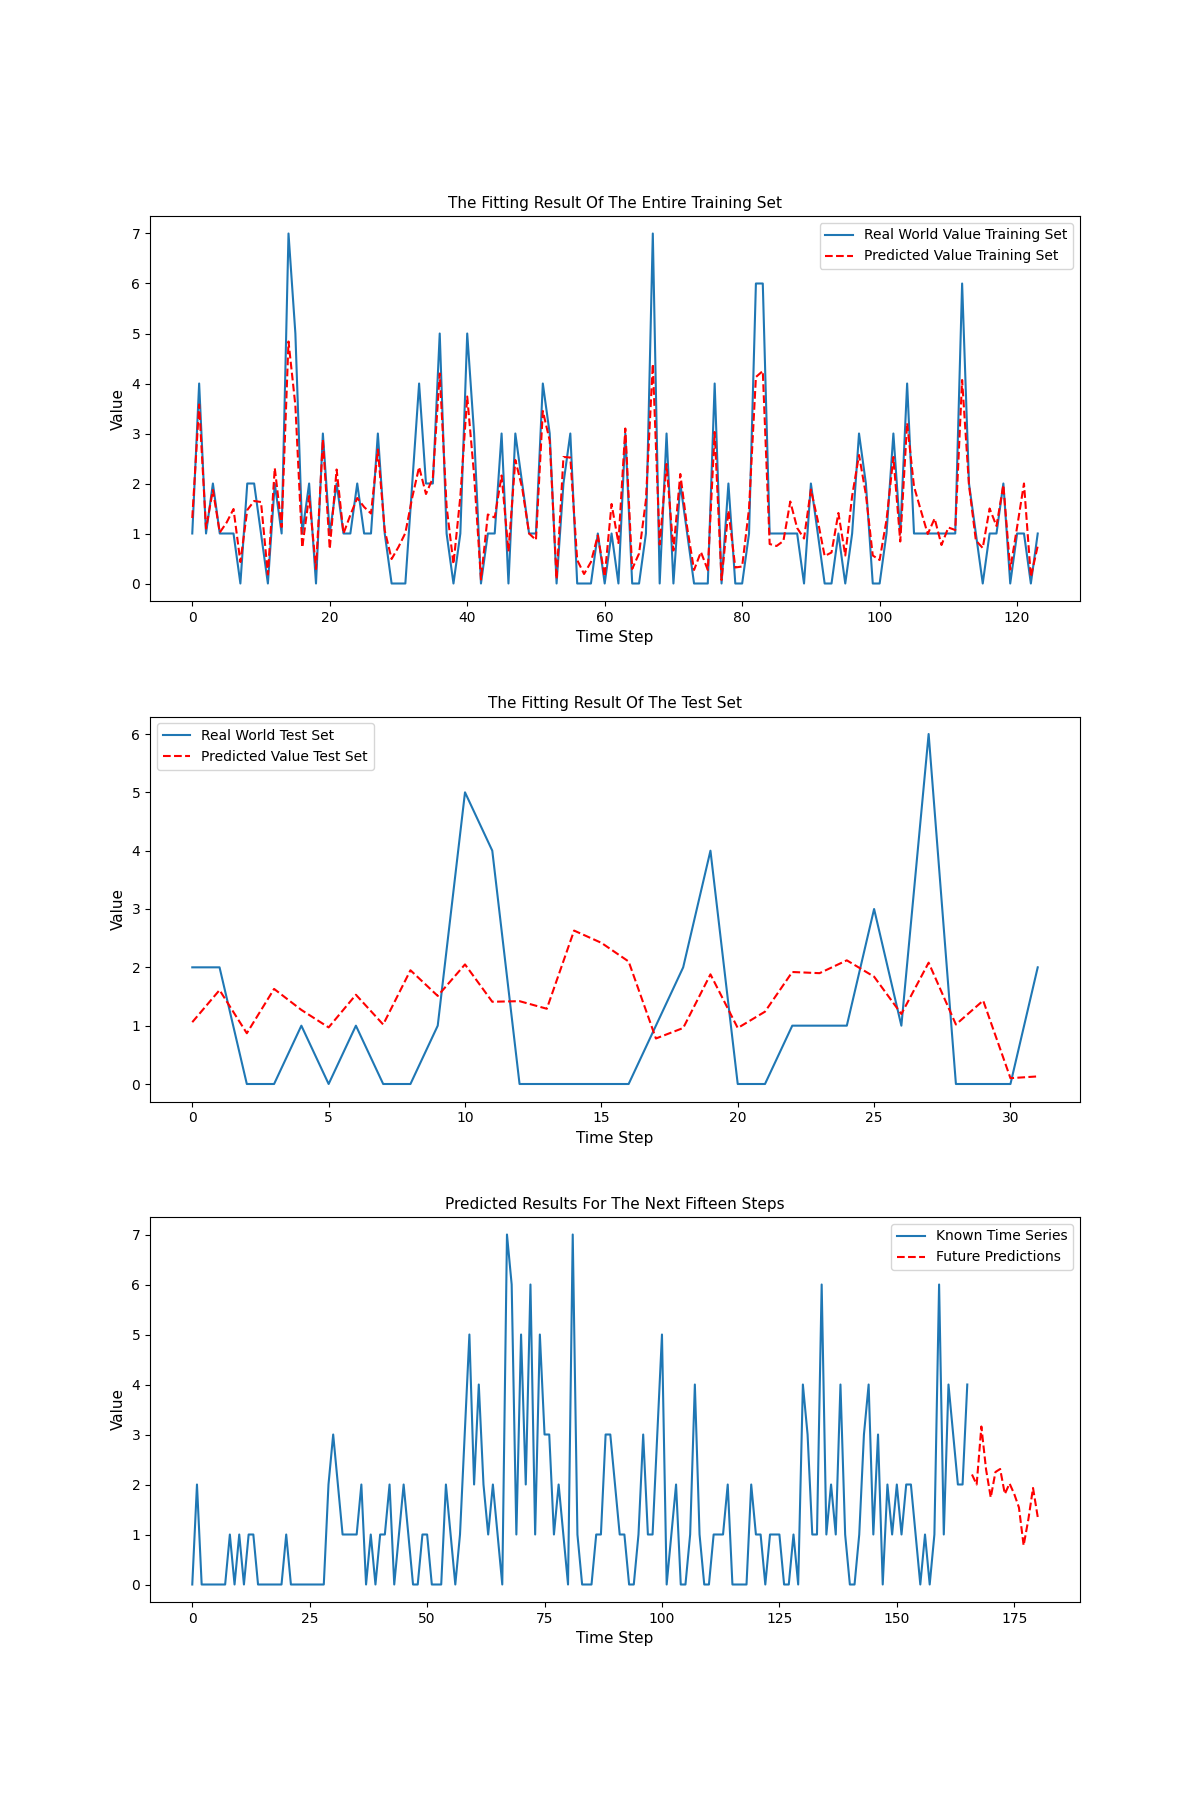 The Fitting Result Of The Entire Training Set
Real World Value Training Set
Predicted Value Training Set
Value
7
6
5
4
3
2
1
0
0 20 40 60 80 100 120
Time Step
The Fitting Result Of The Test Set
Real World Test Set
Predicted Value Test Set
Value
6
5
4
3
2
1
0
0 5 10 15 20 25 30
Time Step
Predicted Results For The Next Fifteen Steps
Known Time Series
Future Predictions
Value
7
6
5
4
3
2
1
0
0 25 50 75 100 125 150 175
Time Step